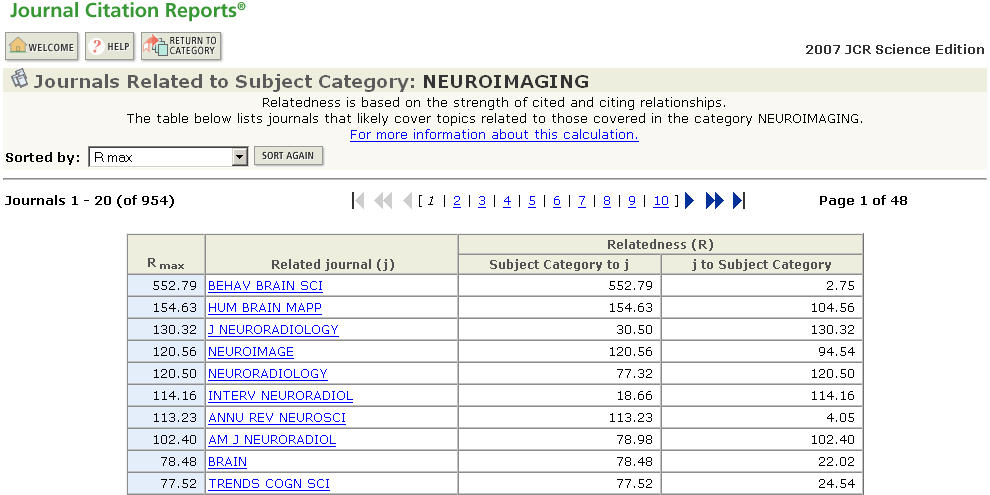 Journal Citation Reports®
WELCOME
HELP
RETURN TO
CATEGORY
2007 JCR Science Edition
Journals Related to Subject Category: NEUROIMAGING
Relatedness is based on the strength of cited and citing relationships.
The table below lists journals that likely cover topics related to those covered in the category NEUROIMAGING.
For more information about this calculation.
Sorted by: R max SORT AGAIN
Journals 1 - 20 (of 954) [ 1 | 2 | 3 | 4 | 5 | 6 | 7 | 8 | 9 | 10 ] Page 1 of 48
Relatedness (R)
R max Related journal (j) Subject Category to j j to Subject Category
552.79 BEHAV BRAIN SCI 552.79 2.75
154.63 HUM BRAIN MAPP 154.63 104.56
130.32 J NEURORADIOLOGY 30.50 130.32
120.56 NEUROIMAGE 120.56 94.54
120.50 NEURORADIOLOGY 77.32 120.50
114.16 INTERV NEURORADIOL 18.66 114.16
113.23 ANNU REV NEUROSCI 113.23 4.05
102.40 AM J NEURORADIOL 78.98 102.40
78.48 BRAIN 78.48 22.02
77.52 TRENDS COGN SCI 77.52 24.54